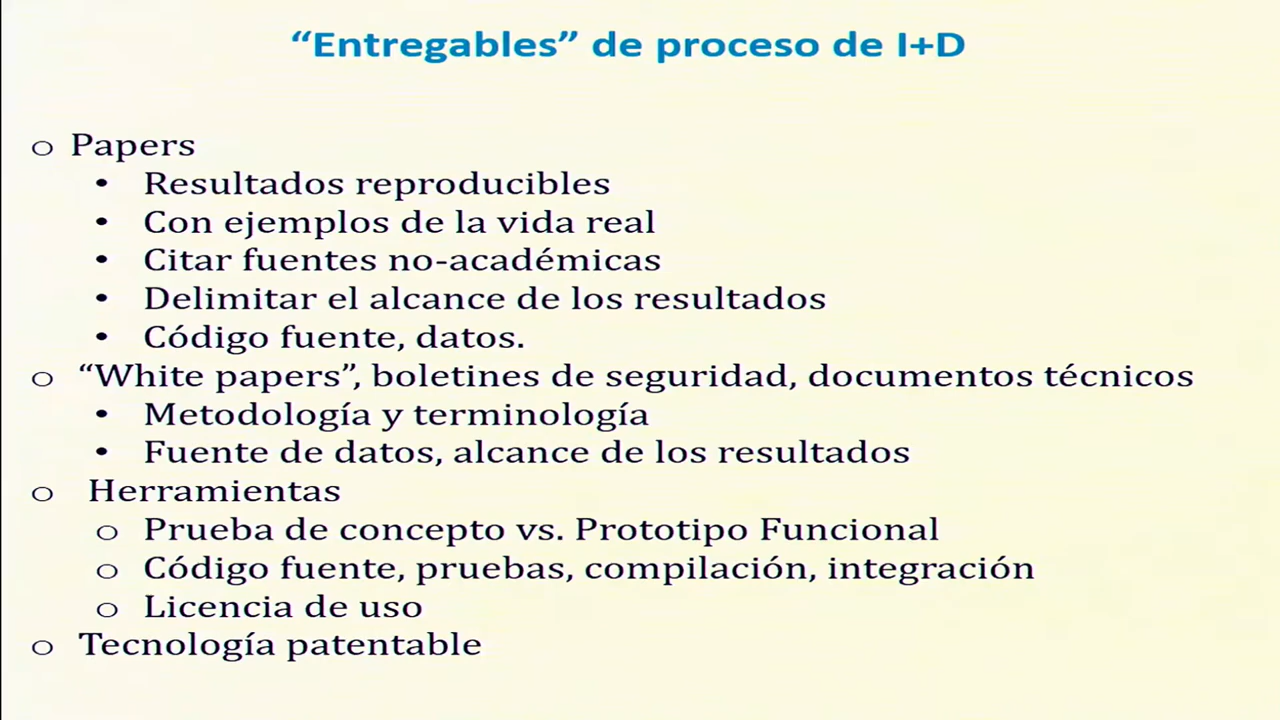 “Entregables” de proceso de I+D
o Papers
• Resultados reproducibles
• Con ejemplos de la vida real
• Citar fuentes no-académicas
• Delimitar el alcance de los resultados
• Código fuente, datos.
o “White papers”, boletines de seguridad, documentos técnicos
• Metodología y terminología
• Fuente de datos, alcance de los resultados
o Herramientas
o Prueba de concepto vs. Prototipo Funcional
o Código fuente, pruebas, compilación, integración
o Licencia de uso
o Tecnología patentable